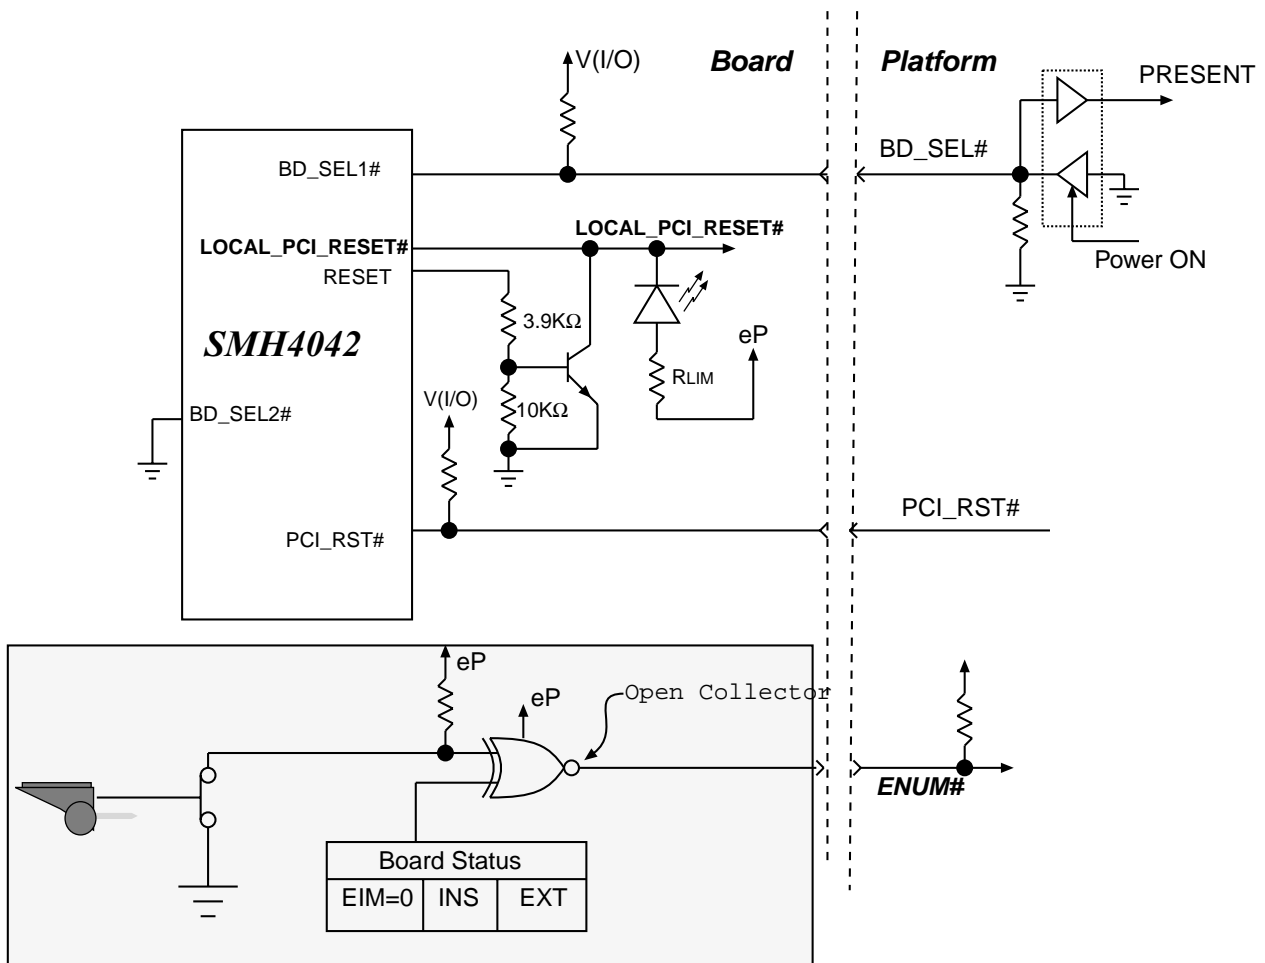 V(I/O)
Board
Platform
PRESENT
BD_SEL1#
BD_SEL#
LOCAL_PCI_RESET#
LOCAL_PCI_RESET#
RESET
Power ON
3.9KΩ
SMH4042
eP
RLIM
V(I/O)
10KΩ
BD_SEL2#
PCI_RST#
PCI_RST#
eP
eP
Open Collector
ENUM#
Board Status
EIM=0 INS EXT